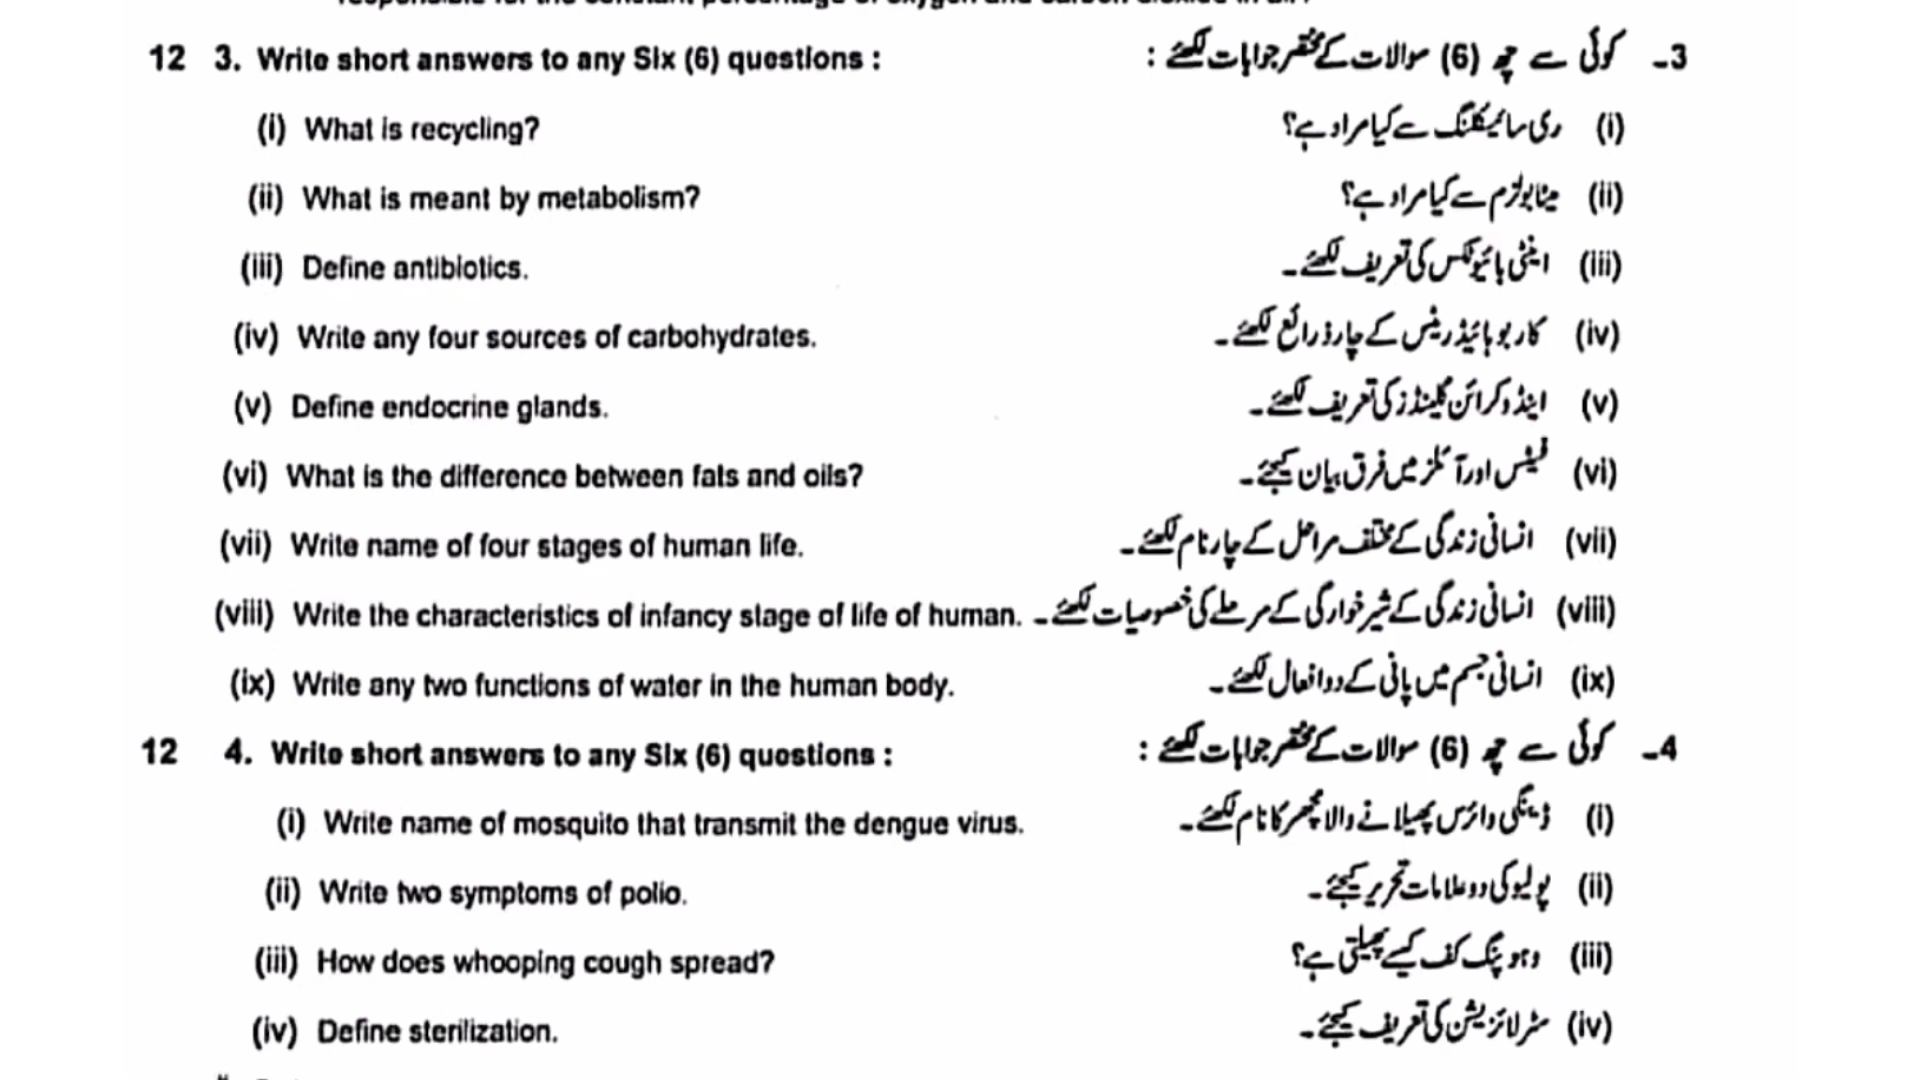 12 3. Write short answers to any Six (6) questions : 3۔ کوئی سے چھ (6) سوالات کے مختصر جوابات لکھئے :
(i) What is recycling? (i) ری سائیکلنگ سے کیا مراد ہے؟
(ii) What is meant by metabolism? (ii) میٹابولزم سے کیا مراد ہے؟
(iii) Define antibiotics. (iii) اینٹی بائیوٹکس کی تعریف لکھئے۔
(iv) Write any four sources of carbohydrates. (iv) کاربوہائیڈریٹس کے چار ذرائع لکھئے۔
(v) Define endocrine glands. (v) اینڈوکرائن گلینڈز کی تعریف لکھئے۔
(vi) What is the difference between fats and oils? (vi) فیٹس اور آئلز میں فرق بیان کیجئے۔
(vii) Write name of four stages of human life. (vii) انسانی زندگی کے مختلف مراحل کے چار نام لکھئے۔
(viii) Write the characteristics of infancy stage of life of human. (viii) انسانی زندگی کے شیر خوارگی کے مرحلے کی خصوصیات لکھئے۔
(ix) Write any two functions of water in the human body. (ix) انسانی جسم میں پانی کے دو افعال لکھئے۔
12 4. Write short answers to any Six (6) questions : 4۔ کوئی سے چھ (6) سوالات کے مختصر جوابات لکھئے :
(i) Write name of mosquito that transmit the dengue virus. (i) ڈینگی وائرس پھیلانے والا مچھر کا نام لکھئے۔
(ii) Write two symptoms of polio. (ii) پولیو کی دو علامات تحریر کیجئے۔
(iii) How does whooping cough spread? (iii) وہوپنگ کف کیسے پھیلتی ہے؟
(iv) Define sterilization. (iv) سٹرلائزیشن کی تعریف کیجئے۔